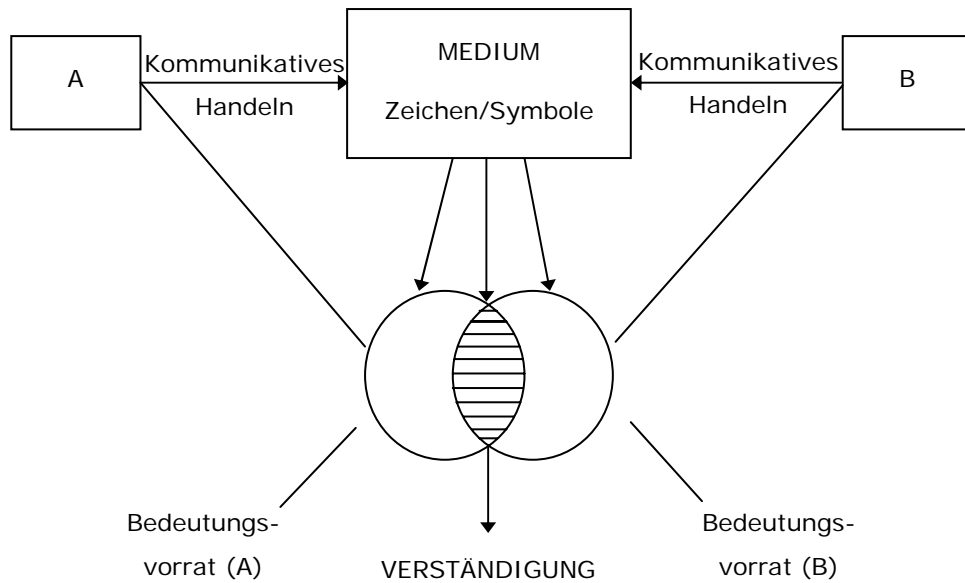 A
Kommunikatives
Handeln
MEDIUM
Zeichen/Symbole
Kommunikatives
Handeln
B
Bedeutungs-
vorrat (A)
VERSTÄNDIGUNG
Bedeutungs-
vorrat (B)